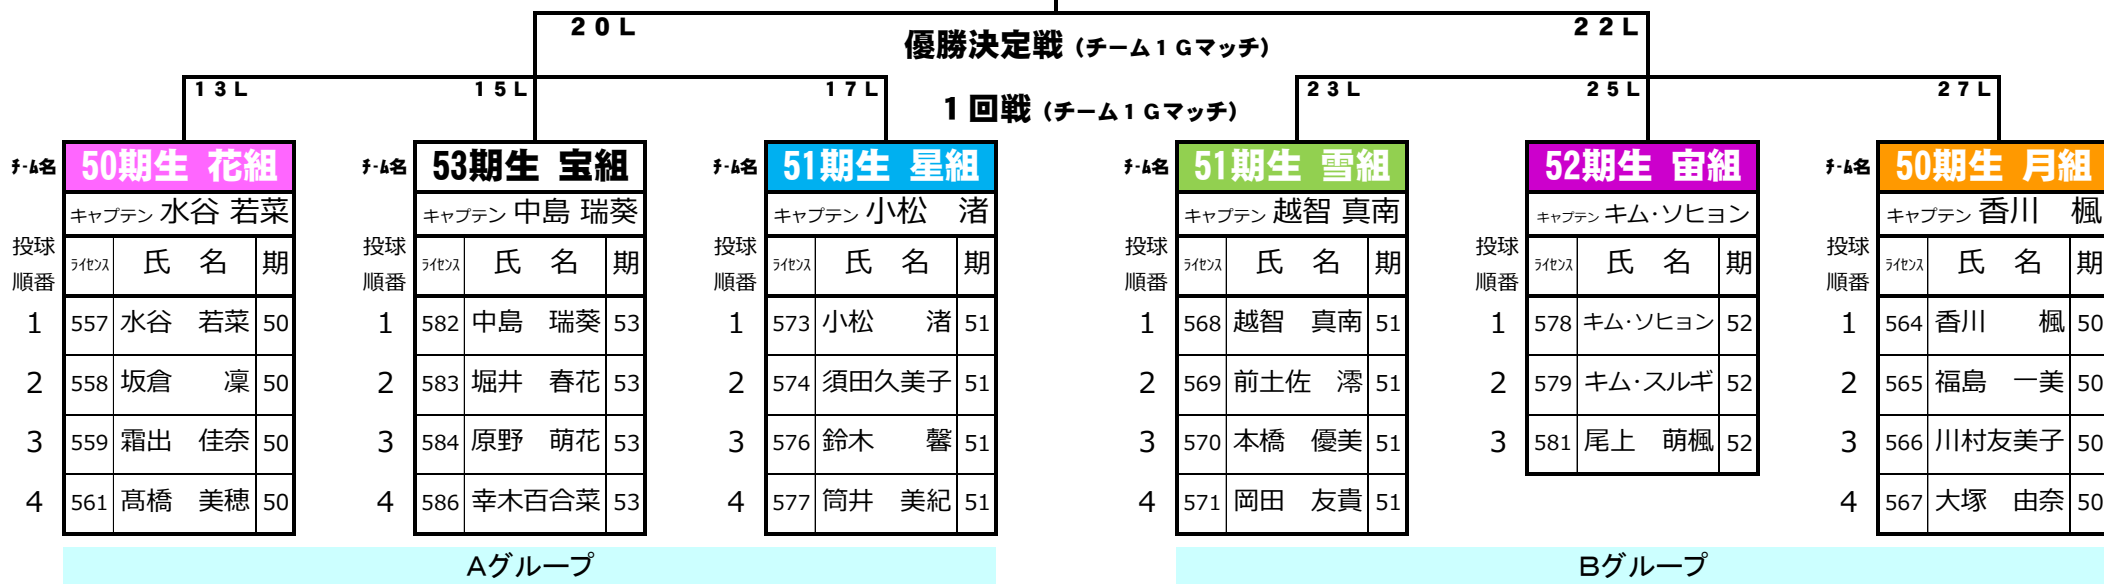 20L 22L
優勝決定戦（チーム１Ｇマッチ）
13L 15L 17L 23L 25L 27L
１回戦（チーム１Ｇマッチ）
ﾁｰﾑ名 50期生 花組 ﾁｰﾑ名 53期生 宝組 ﾁｰﾑ名 51期生 星組 ﾁｰﾑ名 51期生 雪組 52期生 宙組 ﾁｰﾑ名 50期生 月組
キャプテン 水谷 若菜 キャプテン 中島 瑞葵 キャプテン 小松　渚 キャプテン 越智 真南 キャプテン キム・ソヒョン キャプテン 香川　楓
投球順番 ﾗｲｾﾝｽ 氏　名 期 投球順番 ﾗｲｾﾝｽ 氏　名 期 投球順番 ﾗｲｾﾝｽ 氏　名 期 投球順番 ﾗｲｾﾝｽ 氏　名 期 投球順番 ﾗｲｾﾝｽ 氏　名 期 投球順番 ﾗｲｾﾝｽ 氏　名 期
1 557 水谷　若菜 50 1 582 中島　瑞葵 53 1 573 小松　渚 51 1 568 越智　真南 51 1 578 キム・ソヒョン 52 1 564 香川　楓 50
2 558 坂倉　凜 50 2 583 堀井　春花 53 2 574 須田久美子 51 2 569 前土佐　澪 51 2 579 キム・スルギ 52 2 565 福島　一美 50
3 559 霜出　佳奈 50 3 584 原野　萌花 53 3 576 鈴木　馨 51 3 570 本橋　優美 51 3 581 尾上　萌楓 52 3 566 川村友美子 50
4 561 髙橋　美穂 50 4 586 幸木百合菜 53 4 577 筒井　美紀 51 4 571 岡田　友貴 51 4 567 大塚　由奈 50
Ａグループ Ｂグループ